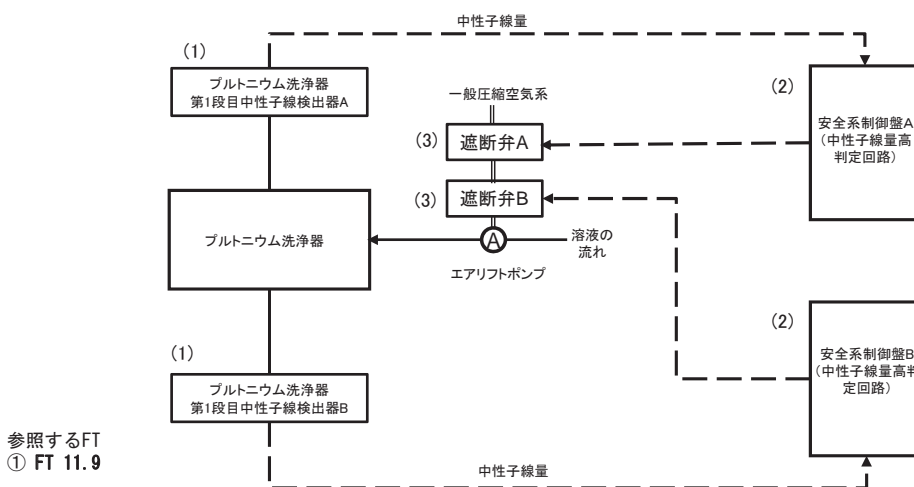 中性子線量
(1)
プルトニウム洗浄器
第1段目中性子線検出器A
(2)
安全系制御盤A
(中性子線量高
判定回路)
一般圧縮空気系
(3)
遮断弁A
(3)
遮断弁B
プルトニウム洗浄器
A
溶液の
流れ
エアリフトポンプ
(2)
安全系制御盤B
(中性子線量高判
定回路)
(1)
プルトニウム洗浄器
第1段目中性子線検出器B
参照するFT
① FT 11.9
中性子線量